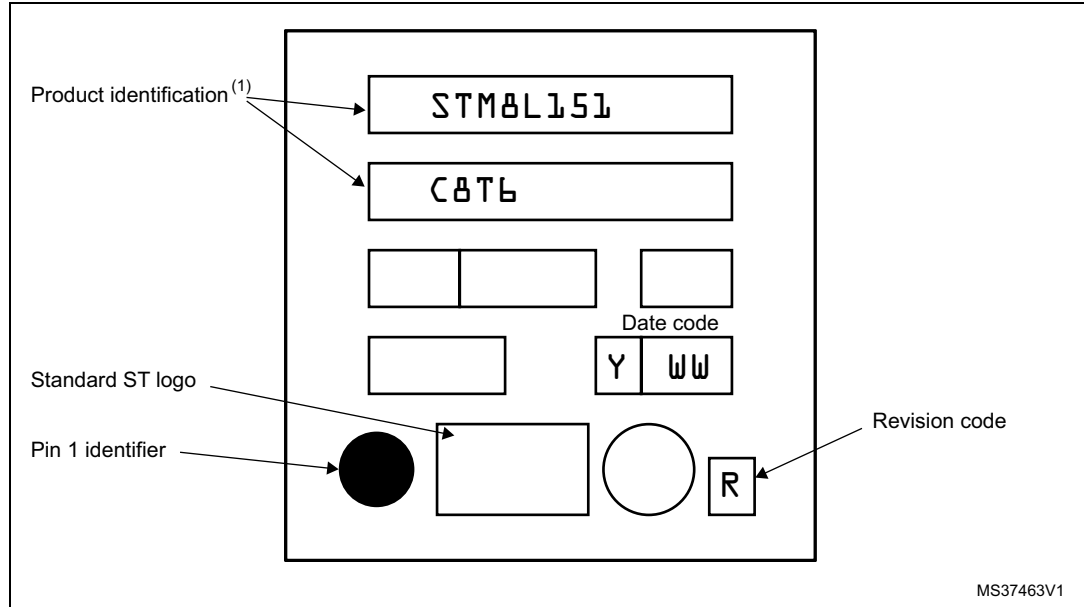 Product identification (1)
STM8L151
C8T6
Date code
Y WW
Standard ST logo
Revision code
Pin 1 identifier
R
MS37463V1